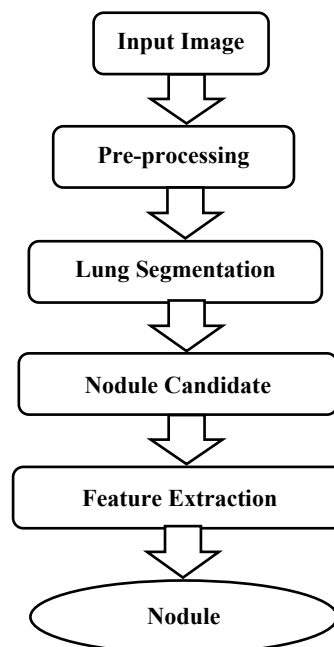 Input Image
Pre-processing
Lung Segmentation
Nodule Candidate
Feature Extraction
Nodule